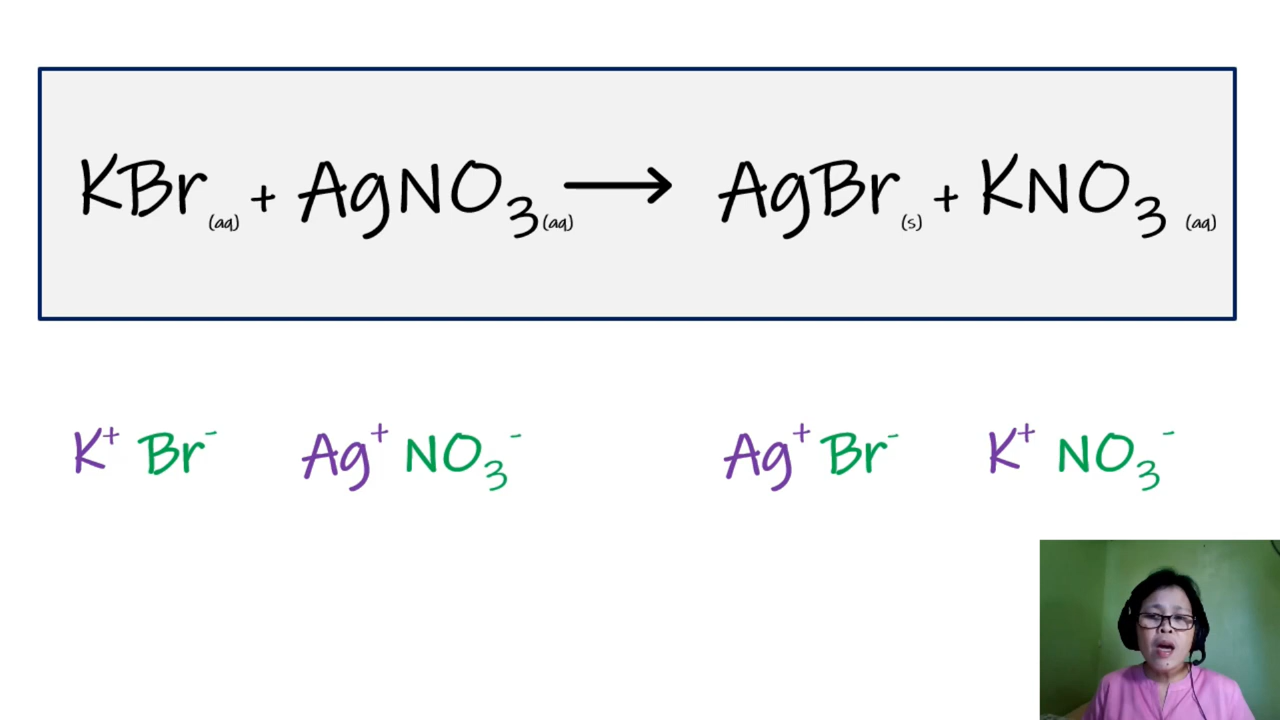 KBr(aq) + AgNO3(aq) → AgBr(s) + KNO3 (aq)
K+ Br- Ag+ NO3- Ag+ Br- K+ NO3-